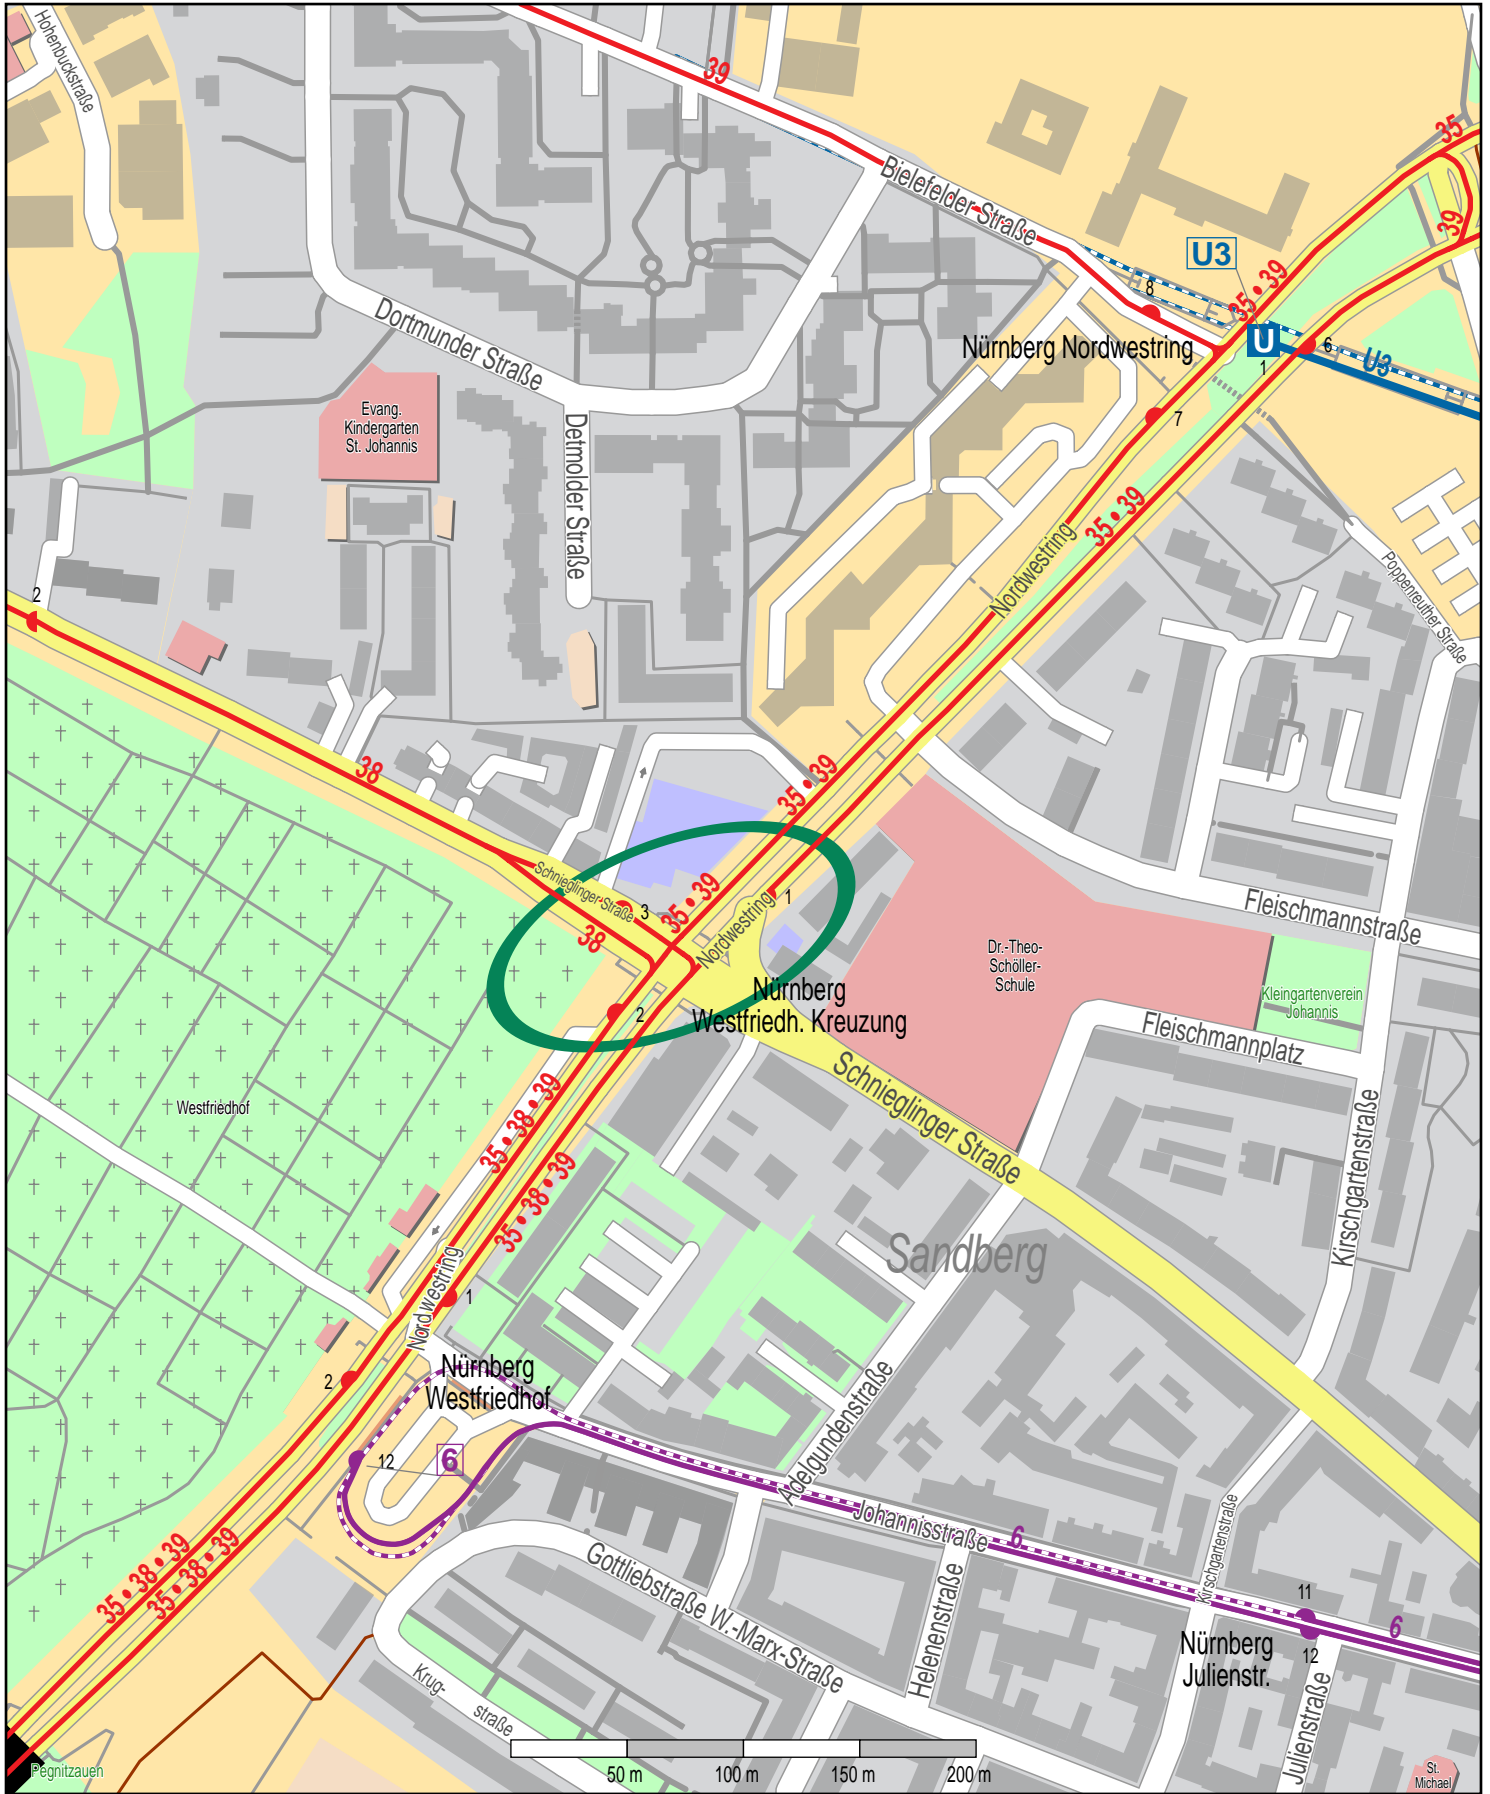 Hohenbuckstraße
39
35
Bielefelder Straße
39
U3
35 • 39
8
Nürnberg Nordwestring
U
6
1
U3
Dortmunder Straße
Evang.
Kindergarten
St. Johannis
7
Detmolder Straße
35 • 39
Nordwestring
Poppenreuther Straße
2
38
35 • 39
Schnieglinger Straße
3
35 • 39
1
38
Nordwestring
Fleischmannstraße
Dr.-Theo-
Schöller-
Schule
Nürnberg
Westfriedh. Kreuzung
2
Kleingartenverein
Johannis
Fleischmannplatz
Schnieglinger Straße
Westfriedhof
35 • 38 • 39
35 • 38 • 39
Kirschgartenstraße
Sandberg
Nordwestring
1
Nürnberg
Westfriedhof
2
12
6
Adelgundenstraße
Johannisstraße
6
Kirschgartenstraße
35 • 38 • 39
35 • 38 • 39
Gottliebstraße
W.-Marx-Straße
Helenenstraße
11
6
Nürnberg
Julienstr.
12
Julienstraße
Krug-
straße
Pegnitzauen
50 m
100 m
150 m
200 m
St.
Michael